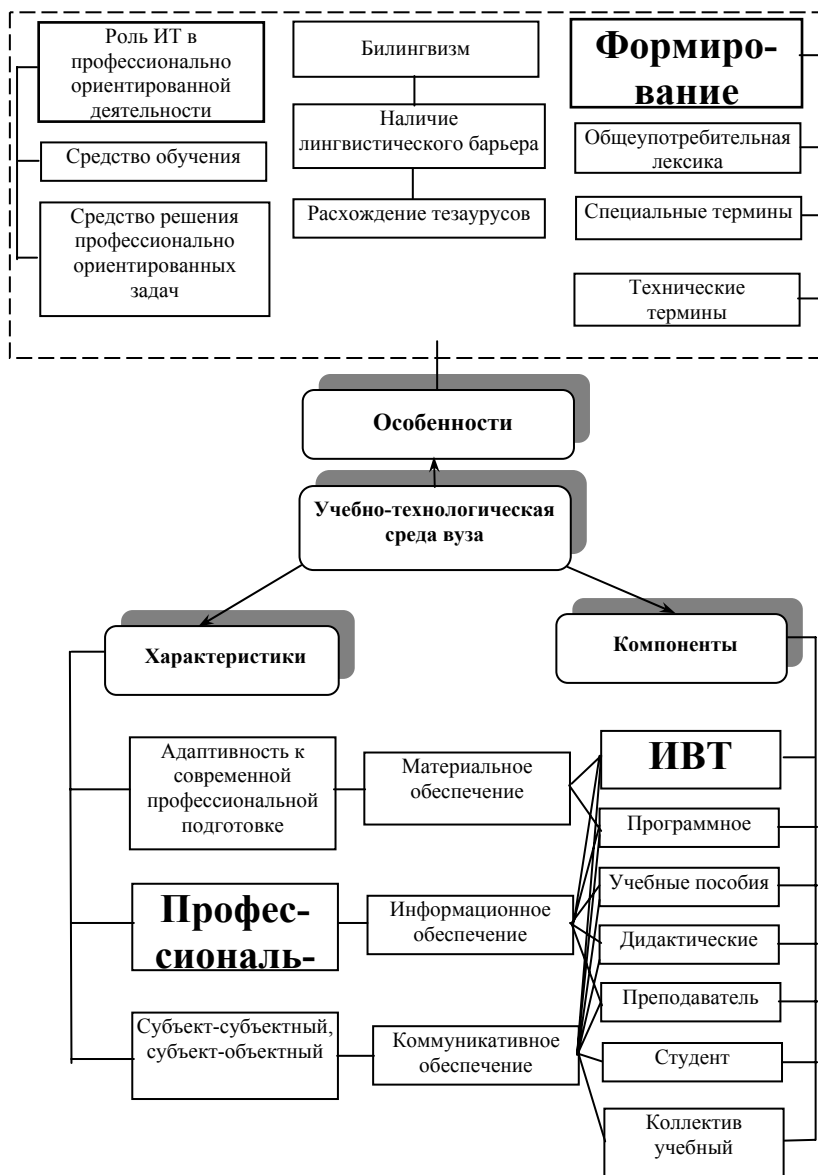 Роль ИТ в
профессионально
ориентированной
деятельности
Средство обучения
Средство решения
профессионально
ориентированных
задач
Билингвизм
Наличие
лингвистического барьера
Расхождение тезаурусов
Формиро-
вание
Общеупотребительная
лексика
Специальные термины
Технические
термины
Особенности
Учебно-технологическая
среда вуза
Характеристики
Компоненты
Адаптивность к
современной
профессиональной
подготовке
Материальное
обеспечение
ИВТ
Программное
Учебные пособия
Профес-
сиональ-
Информационное
обеспечение
Дидактические
Преподаватель
Субъект-субъектный,
субъект-объектный
Коммуникативное
обеспечение
Студент
Коллектив
учебный